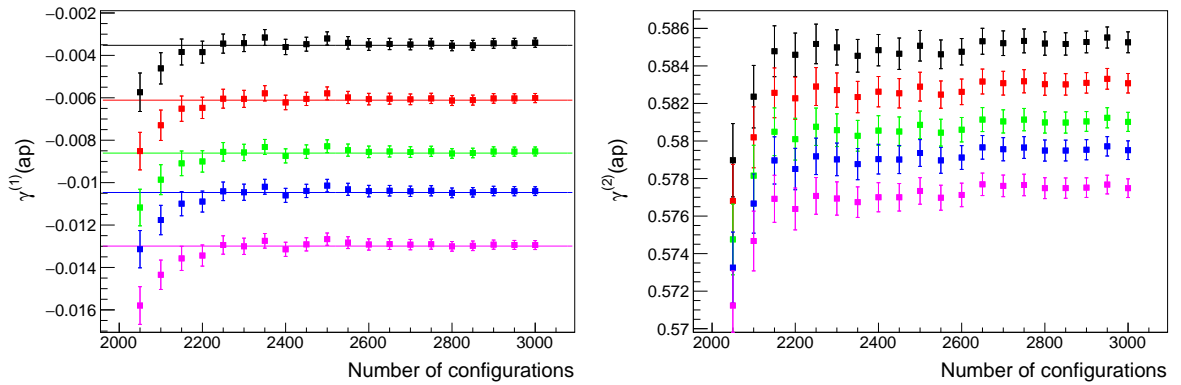 −0.002
−0.004
−0.006
−0.008
−0.01
−0.012
−0.014
−0.016
γ(1)(ap)
2000 2200 2400 2600 2800 3000
Number of configurations
0.586
0.584
0.582
0.58
0.578
0.576
0.574
0.572
0.57
γ(2)(ap)
2000 2200 2400 2600 2800 3000
Number of configurations